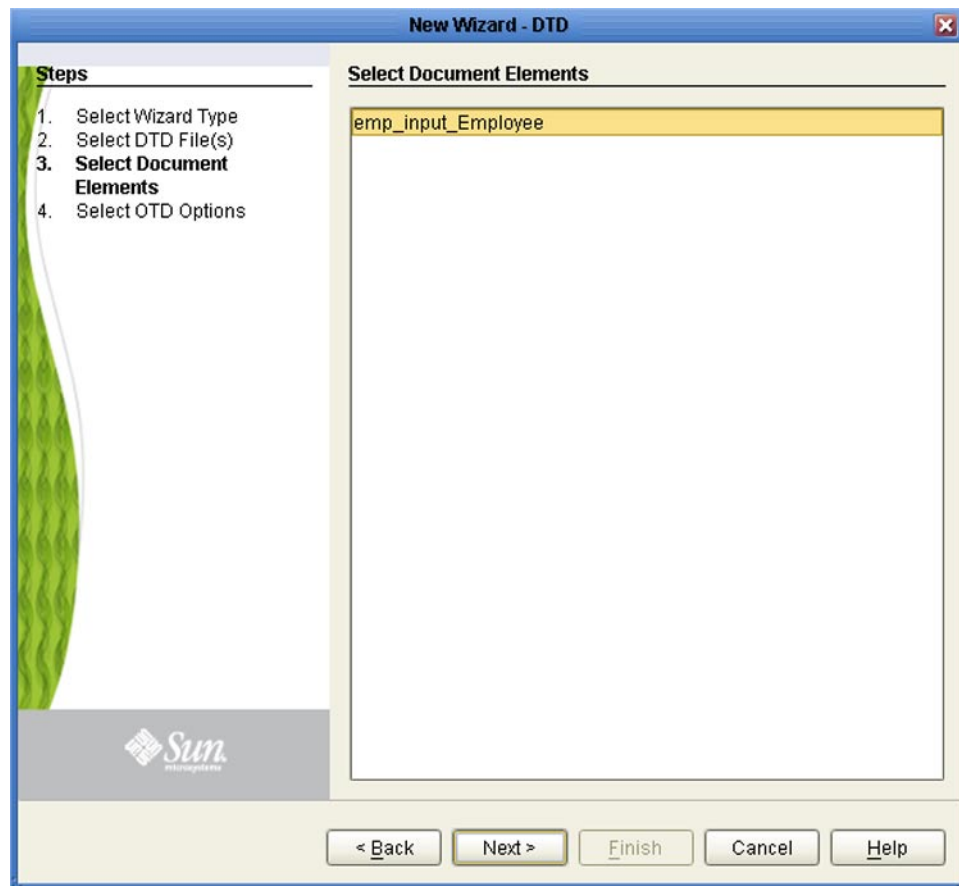 New Wizard - DTD
Steps
1. Select Wizard Type
2. Select DTD File(s)
3. Select Document
Elements
4. Select OTD Options
Select Document Elements
emp_input_Employee
Sun
microsystems
< Back
Next >
Finish
Cancel
Help